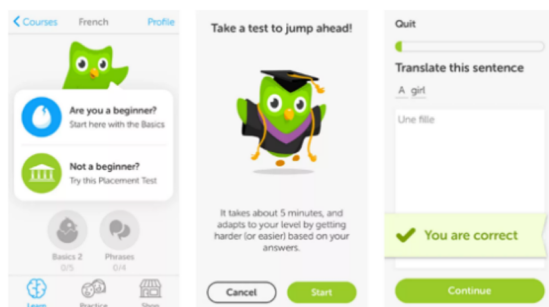 Courses
French
Profile
Are you a beginner?
Start here with the Basics
Not a beginner?
Try this Placement Test
Basics 2
0/5
Phrases
0/4
Learn
Practice
Shop
Take a test to jump ahead!
It takes about 5 minutes, and
adapts to your level by getting
harder (or easier) based on your
answers.
Cancel
Start
Quit
Translate this sentence
A girl
Une fille
You are correct
Continue